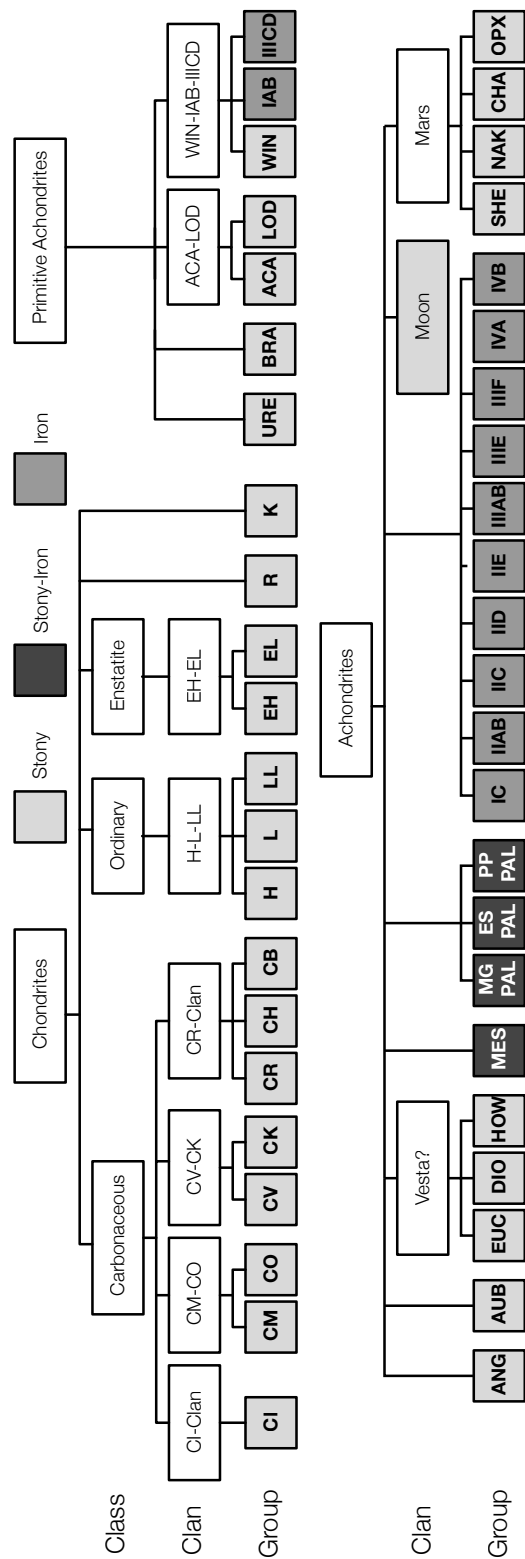 Stony
Stony-Iron
Iron
Chondrites
Primitive Achondrites
Class
Carbonaceous
Ordinary
Enstatite
Clan
CI-Clan
CM-CO
CV-CK
CR-Clan
H-L-LL
EH-EL
ACA-LOD
WIN-IAB-IIICD
Group
CI
CM
CO
CV
CK
CR
CH
CB
H
L
LL
EH
EL
R
K
URE
BRA
ACA
LOD
WIN
IAB
IIICD
Achondrites
Clan
Vesta?
Moon
Mars
Group
ANG
AUB
EUC
DIO
HOW
MES
MG
PAL
ES
PAL
PP
PAL
IC
IIAB
IIC
IID
IIE
IIIAB
IIIE
IIIF
IVA
IVB
SHE
NAK
CHA
OPX